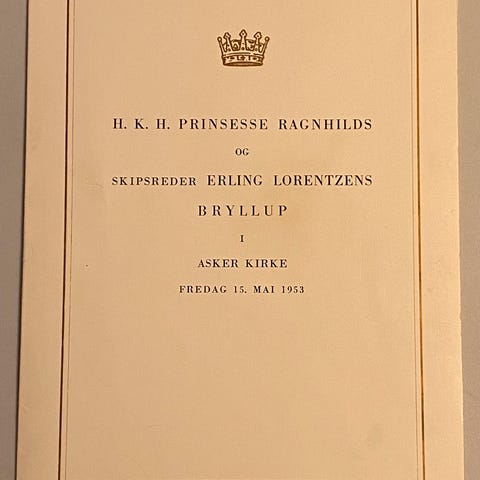 H. K. H. PRINSESSE RAGNHILDS
OG
SKIPSREDER ERLING LORENTZENS
BRYLLUP
I
ASKER KIRKE
FREDAG 15. MAI 1953